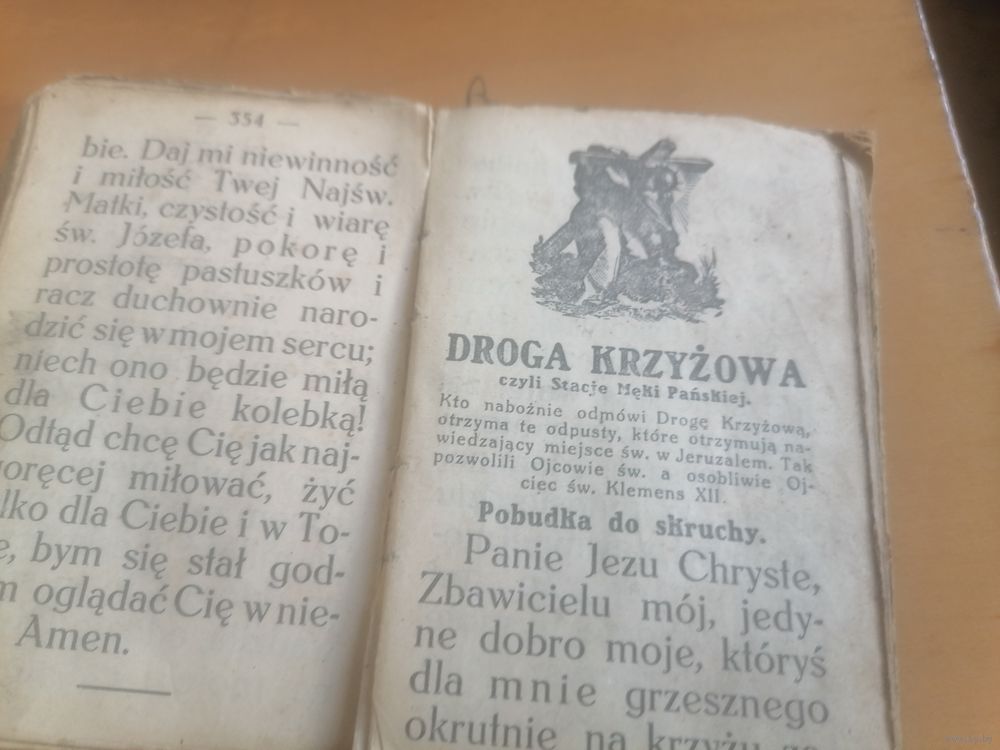 — 354 —
bie. Daj mi niewinność
i miłość Twej Najśw.
Matki, czystość i wiarę
św. Józefa, pokorę i
prostotę pastuszków i
racz duchownie naro-
dzić się w mojem sercu;
niech ono będzie miłą
dla Ciebie kolebką!
Odtąd chcę Cię jak naj-
goręcej miłować, żyć
lko dla Ciebie i w To-
e, bym się stał god-
m oglądać Cię w nie-
Amen.
DROGA KRZYŻOWA
czyli Stacje Męki Pańskiej.
Kto nabożnie odmówi Drogę Krzyżową,
otrzyma te odpusty, które otrzymują na-
wiedzający miejsce św. w Jeruzalem. Tak
pozwolili Ojcowie św. a osobliwie Oj-
ciec św. Klemens XII.
Pobudka do skruchy.
Panie Jezu Chryste,
Zbawicielu mój, jedy-
ne dobro moje, któryś
dla mnie grzesznego
okrutnie na krzyżu